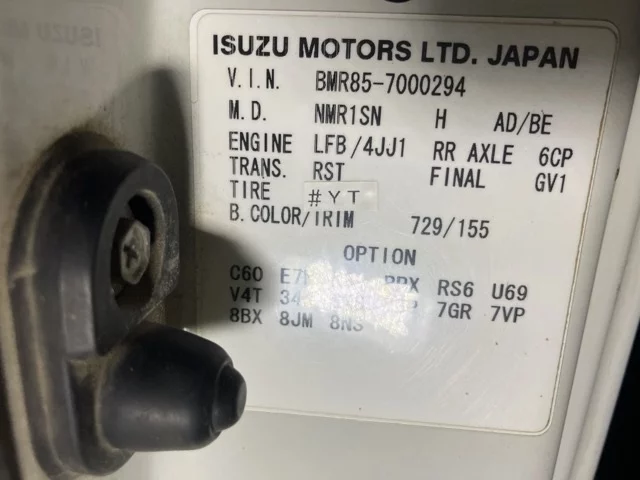 ISUZU MOTORS LTD. JAPAN
V.I.N. BMR85-7000294
M.D. NMR1SN H AD/BE
ENGINE LFB/4JJ1 RR AXLE 6CP
TRANS. RST FINAL GV1
TIRE #YT
B.COLOR/TRIM 729/155
OPTION
C60 RS6 U69
V4T 7GR 7VP
8BX 8JM 8NS